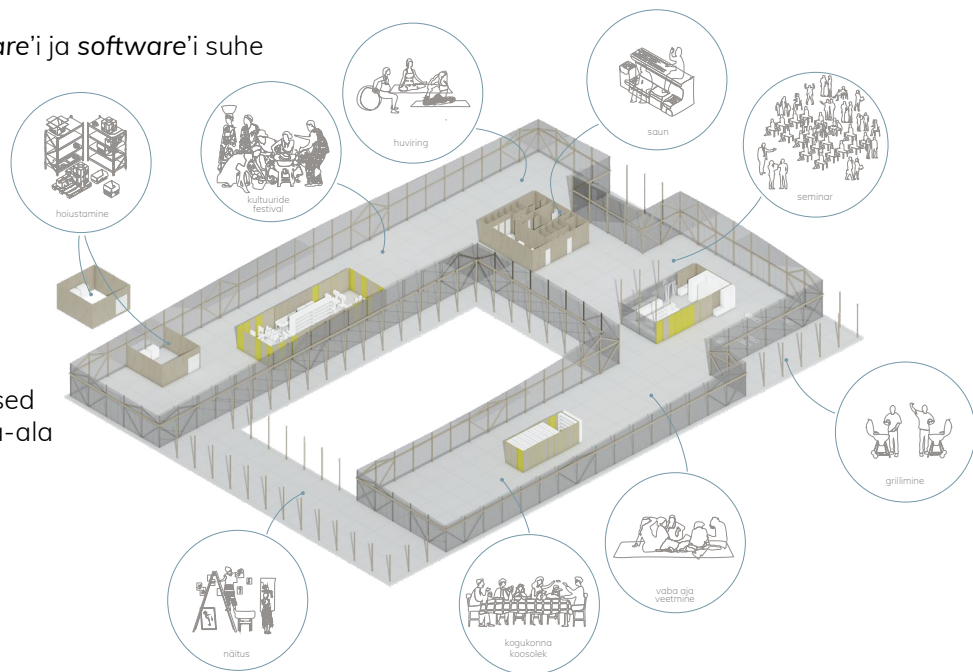 are'i ja software'i suhe
huviring
saun
hoiustamine
kultuuride
festival
seminar
sed
-ala
grillimine
vaba aja
veetmine
näitus
kogukonna
koosolek